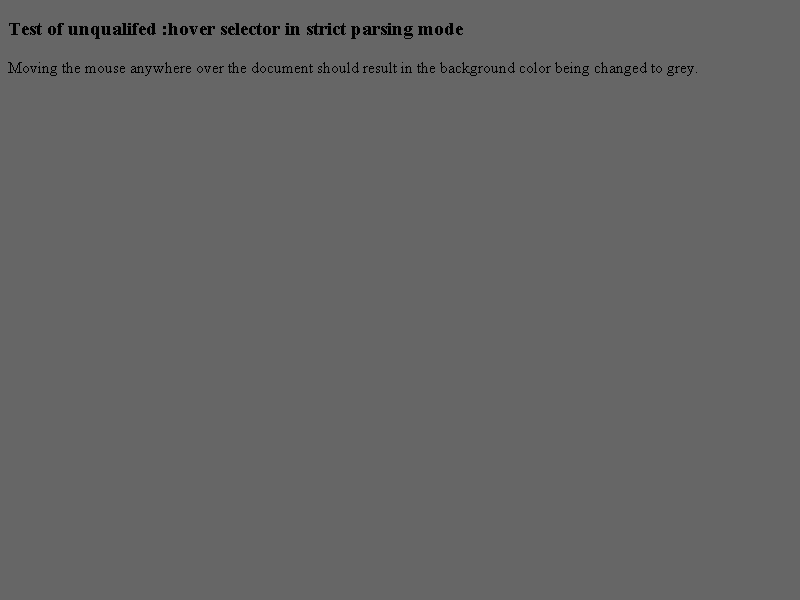 Test of unqualifed :hover selector in strict parsing mode
Moving the mouse anywhere over the document should result in the background color being changed to grey.